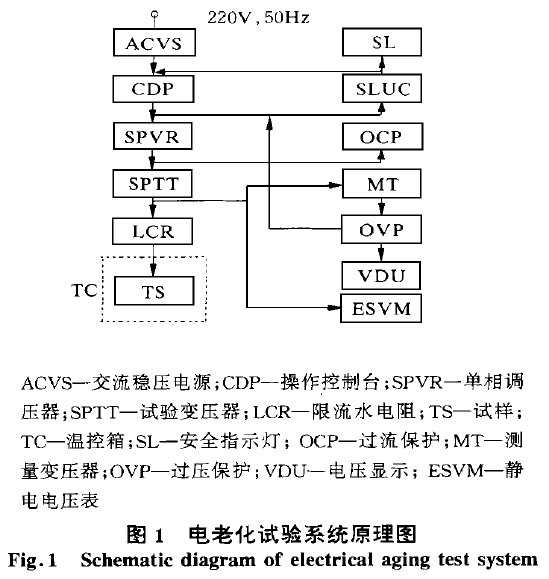 220V,50Hz
ACVS
SL
CDP
SLUC
SPVR
OCP
SPTT
MT
LCR
OVP
TC
TS
VDU
ESVM
ACVS—交流稳压电源;CDP—操作控制台;SPVR—单相调
压器;SPTT—试验变压器;LCR—限流水电阻;TS—试样;
TC—温控箱;SL—安全指示灯; OCP—过流保护;MT—测
量变压器;OVP—过压保护;VDU—电压显示; ESVM—静
电电压表
图 1 电老化试验系统原理图
Fig.1 Schematic diagram of electrical aging test system